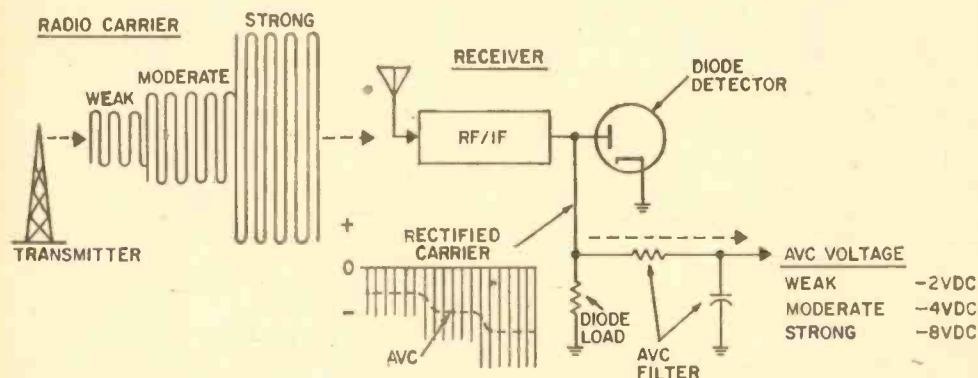 RADIO CARRIER
WEAK
MODERATE
STRONG
TRANSMITTER
RECEIVER
RF/IF
DIODE
DETECTOR
RECTIFIED
CARRIER
+
0
-
AVC
DIODE
LOAD
AVC
FILTER
AVC VOLTAGE
WEAK -2VDC
MODERATE -4VDC
STRONG -8VDC